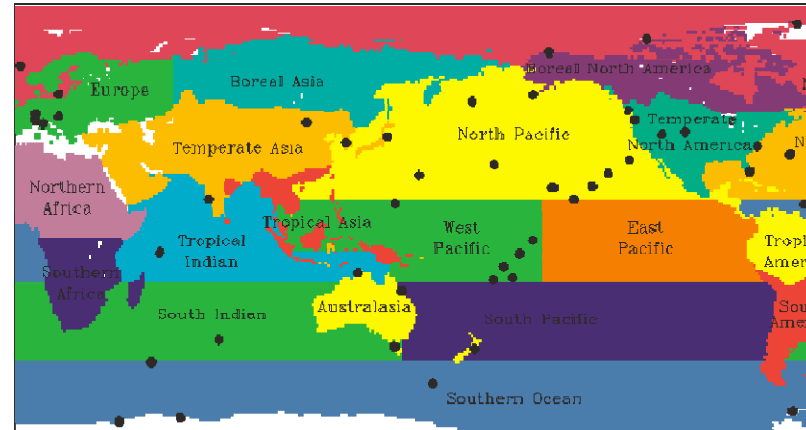 Boreal North America
Europe
Boreal Asia
Temperate
North America
North Pacific
Temperate Asia
Northern
Africa
Tropical Asia
West
Pacific
East
Pacific
Tropical
Indian
Southern
Africa
South Indian
Australasia
South Pacific
Southern Ocean